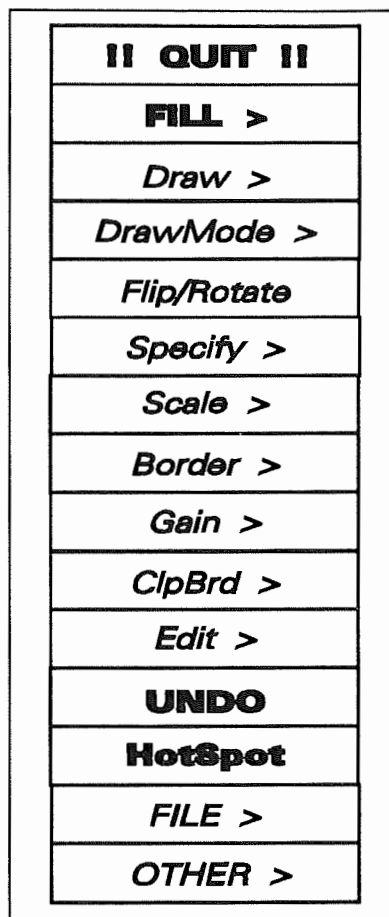 !! QUIT !!
FILL >
Draw >
DrawMode >
Flip/Rotate
Specify >
Scale >
Border >
Gain >
ClpBrd >
Edit >
UNDO
HotSpot
FILE >
OTHER >